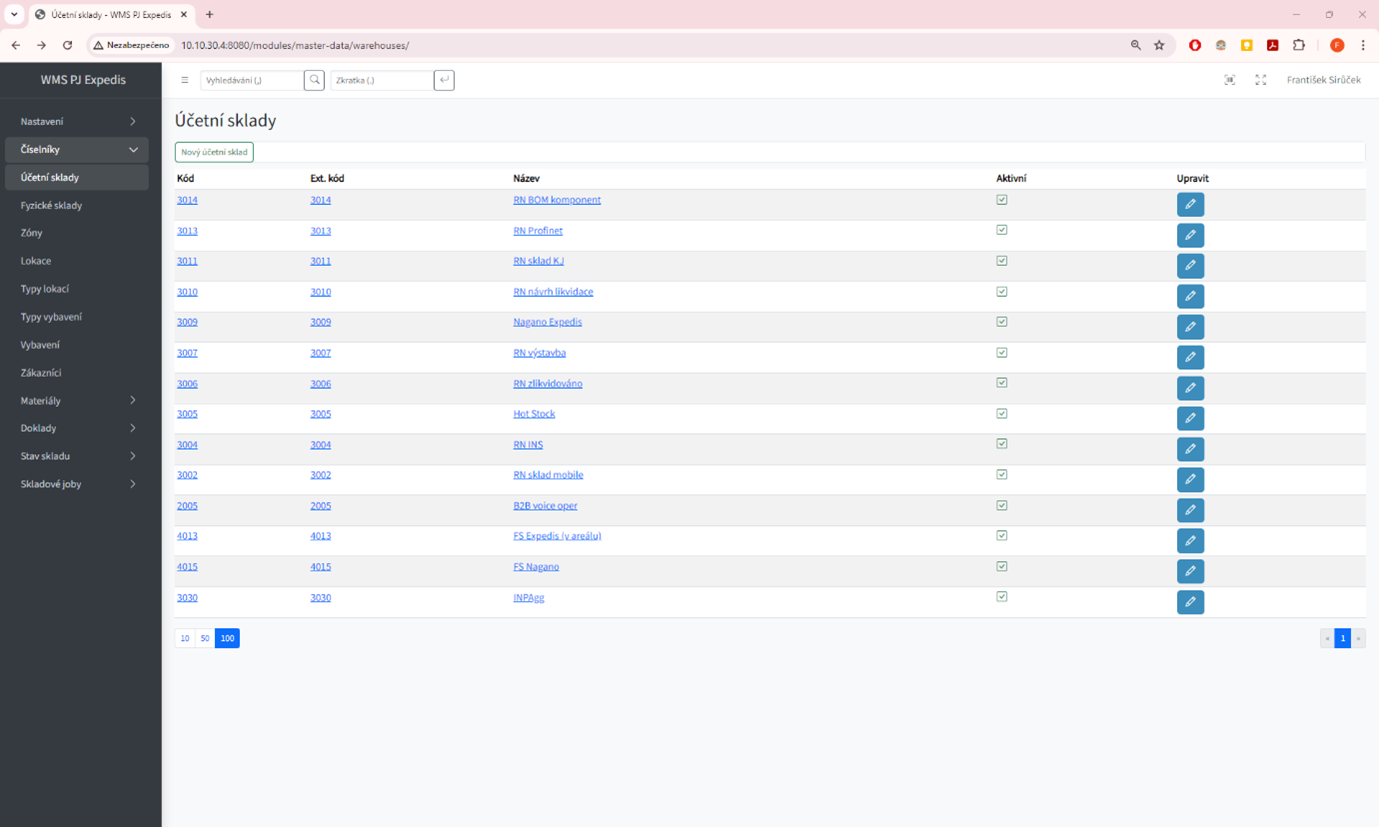 Účetní sklady - WMS PJ Expedis
Nezabezpečeno 10.10.30.4:8080/modules/master-data/warehouses/
F
WMS PJ Expedis
Vyhledávání (,) Zkratka (.) František Sirůček
Nastavení
Číselníky
Účetní sklady
Fyzické sklady
Zóny
Lokace
Typy lokací
Typy vybavení
Vybavení
Zákazníci
Materiály
Doklady
Stav skladu
Skladové joby
Účetní sklady
Nový účetní sklad
Kód Ext. kód Název Aktivní Upravit
3014 3014 RN BOM komponent
3013 3013 RN Profinet
3011 3011 RN sklad KJ
3010 3010 RN návrh likvidace
3009 3009 Nagano Expedis
3007 3007 RN výstavba
3006 3006 RN zlikvidováno
3005 3005 Hot Stock
3004 3004 RN INS
3002 3002 RN sklad mobile
2005 2005 B2B voice oper
4013 4013 FS Expedis (v areálu)
4015 4015 FS Nagano
3030 3030 INPAgg
10 50 100 « 1 »